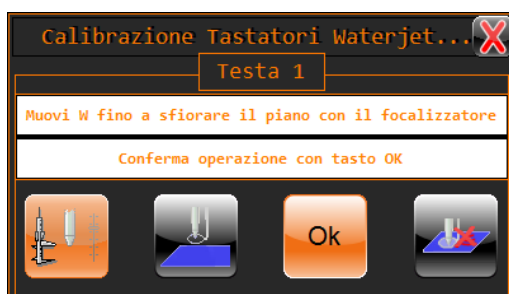 Calibrazione Tastatori Waterjet...
Testa 1
Muovi W fino a sfiorare il piano con il focalizzatore
Conferma operazione con tasto OK
Ok